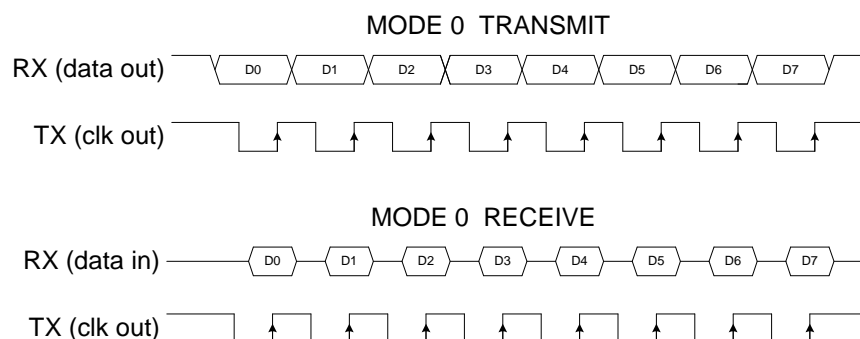 MODE 0 TRANSMIT
RX (data out) D0 D1 D2 D3 D4 D5 D6 D7
TX (clk out)
MODE 0 RECEIVE
RX (data in) D0 D1 D2 D3 D4 D5 D6 D7
TX (clk out)